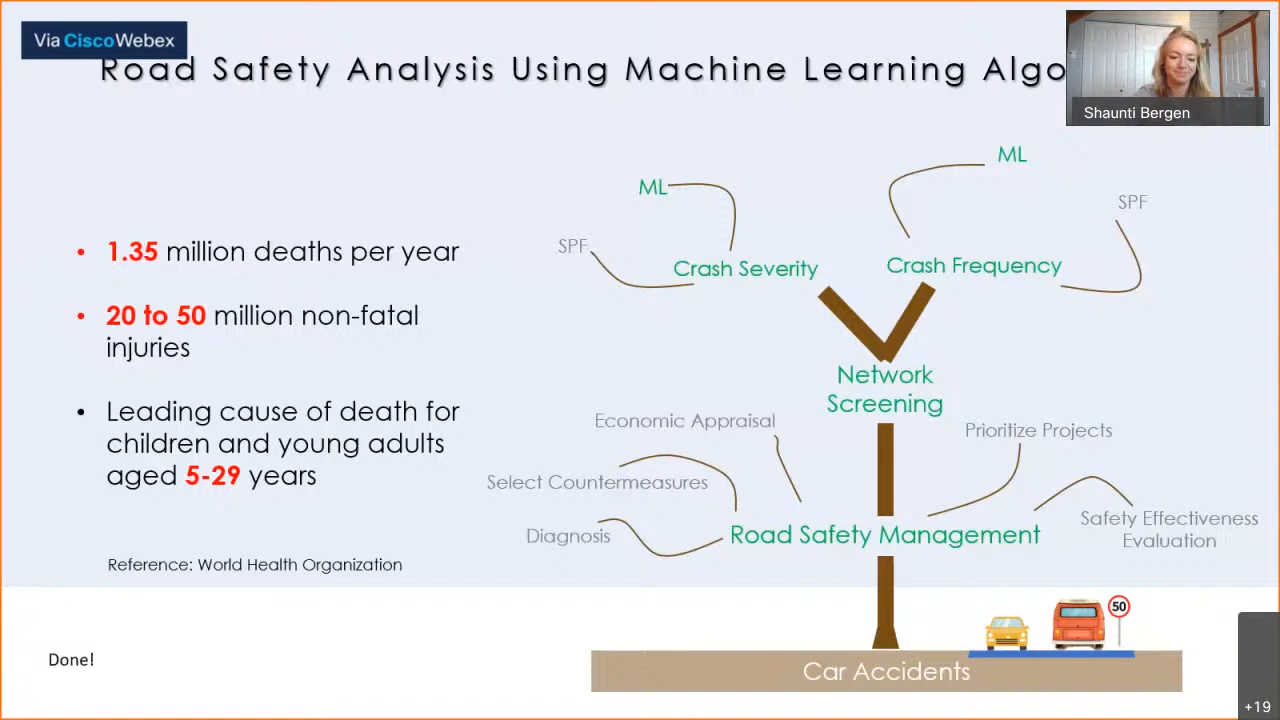 Via CiscoWebex
Road Safety Analysis Using Machine Learning Algo
Shaunti Bergen
1.35 million deaths per year
20 to 50 million non-fatal
injuries
Leading cause of death for
children and young adults
aged 5-29 years
Reference: World Health Organization
Done!
ML
ML
SPF
SPF
Crash Severity
Crash Frequency
Network
Screening
Economic Appraisal
Prioritize Projects
Select Countermeasures
Diagnosis
Road Safety Management
Safety Effectiveness
Evaluation
50
Car Accidents
+19